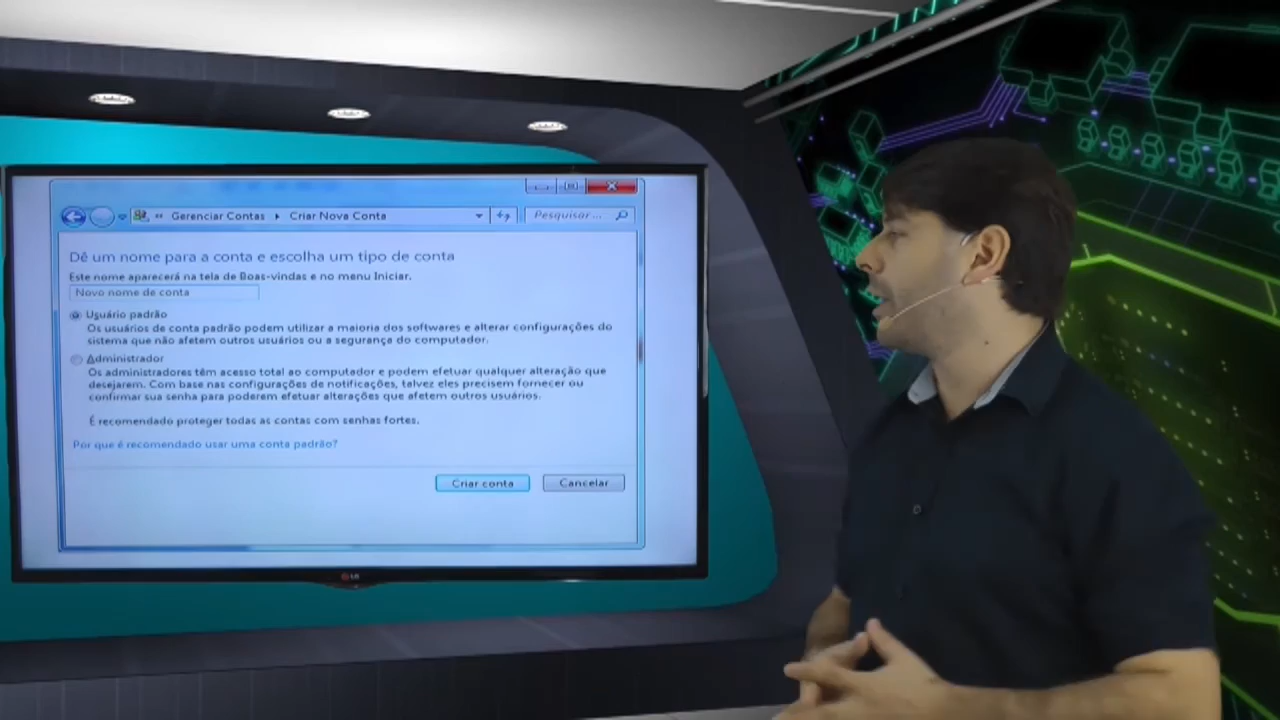 Gerenciar Contas Criar Nova Conta Pesquisar...
Dê um nome para a conta e escolha um tipo de conta
Este nome aparecerá na tela de Boas-vindas e no menu Iniciar.
Novo nome de conta
Usuário padrão
Os usuários de conta padrão podem utilizar a maioria dos softwares e alterar configurações do
sistema que não afetem outros usuários ou a segurança do computador.
Administrador
Os administradores têm acesso total ao computador e podem efetuar qualquer alteração que
desejarem. Com base nas configurações de notificações, talvez eles precisem fornecer ou
confirmar sua senha para poderem efetuar alterações que afetem outros usuários.
É recomendado proteger todas as contas com senhas fortes.
Por que é recomendado usar uma conta padrão?
Criar conta Cancelar
LG